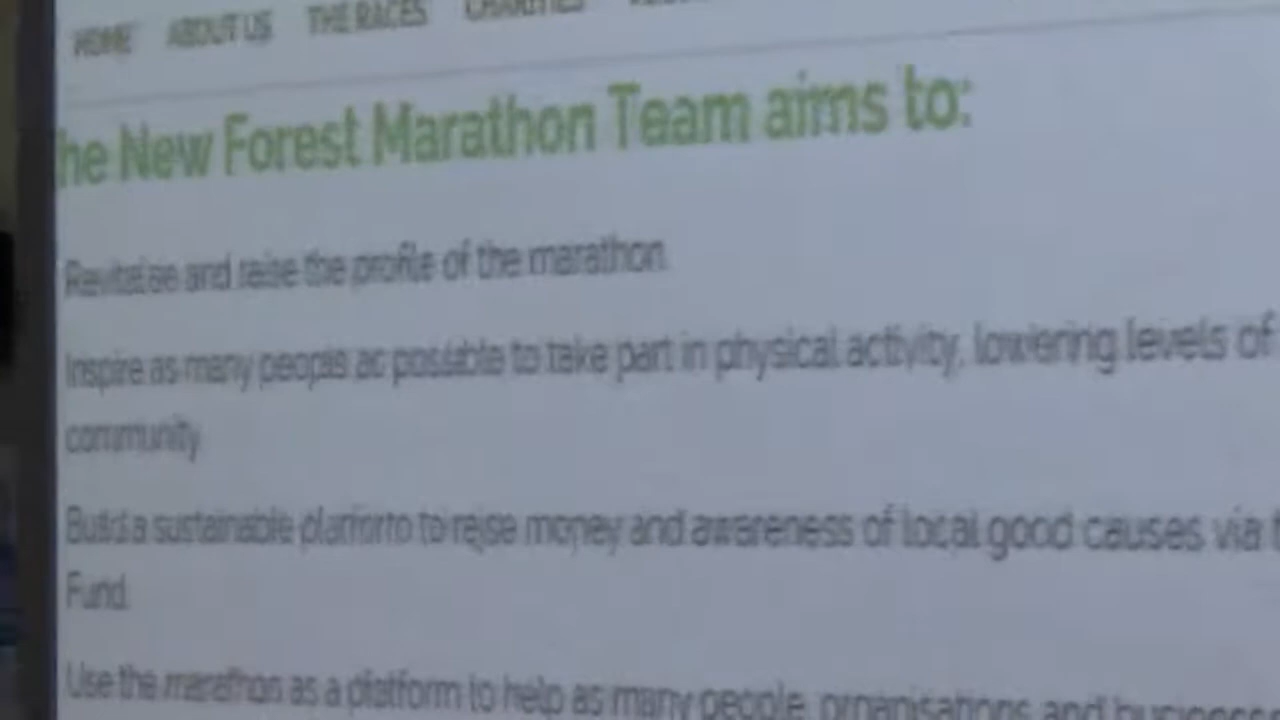 HOME ABOUT US THE RACES CHARITIES
he New Forest Marathon Team aims to:
Revitalise and raise the profile of the marathon.
Inspire as many people as possible to take part in physical activity, lowering levels of
community
Build a sustainable platform to raise money and awareness of local good causes via
Fund.
Use the marathon as a platform to help as many people, organisations and businesses